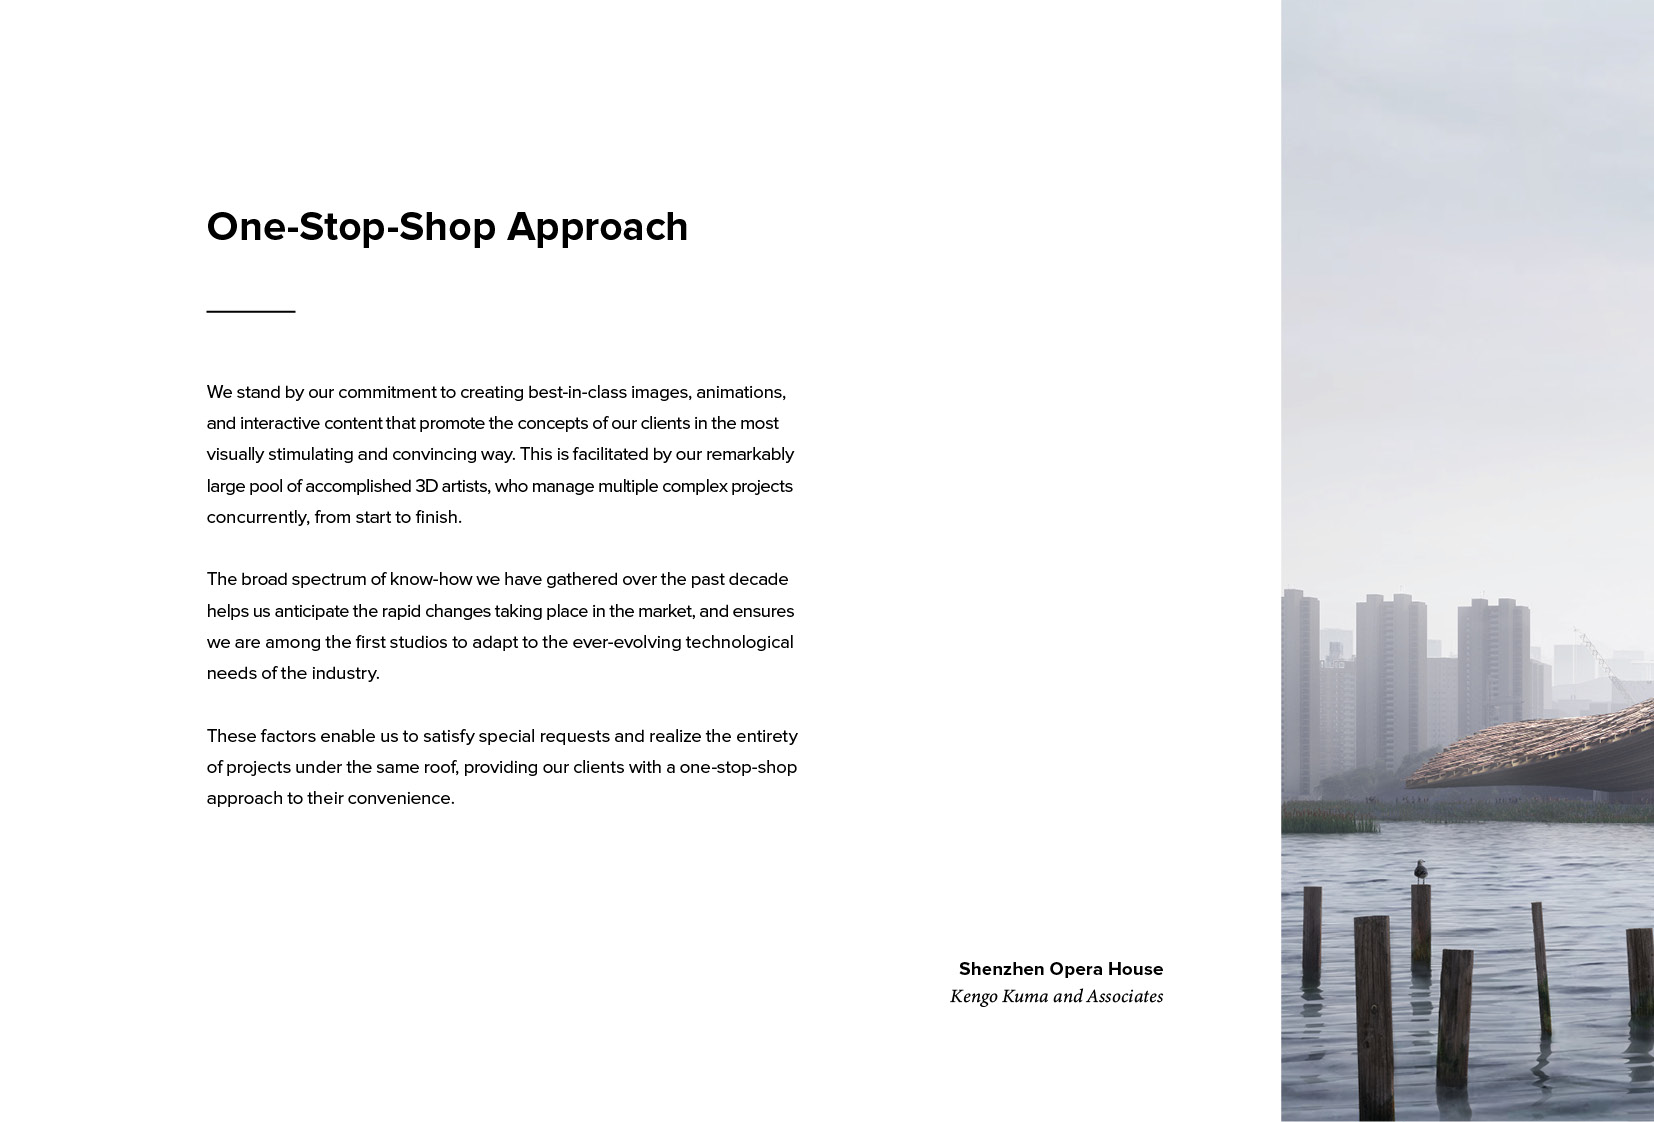 One-Stop-Shop Approach
We stand by our commitment to creating best-in-class images, animations,
and interactive content that promote the concepts of our clients in the most
visually stimulating and convincing way. This is facilitated by our remarkably
large pool of accomplished 3D artists, who manage multiple complex projects
concurrently, from start to finish.
The broad spectrum of know-how we have gathered over the past decade
helps us anticipate the rapid changes taking place in the market, and ensures
we are among the first studios to adapt to the ever-evolving technological
needs of the industry.
These factors enable us to satisfy special requests and realize the entirety
of projects under the same roof, providing our clients with a one-stop-shop
approach to their convenience.
Shenzhen Opera House
Kengo Kuma and Associates